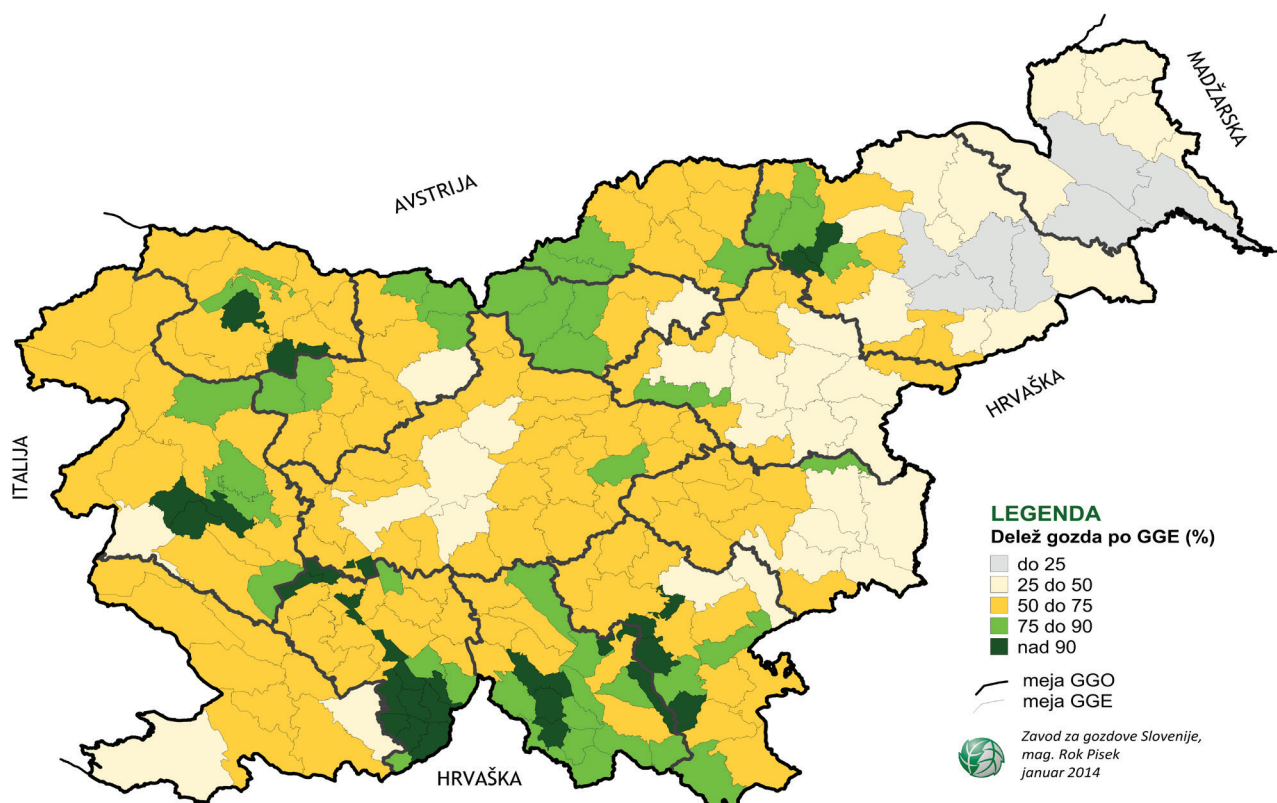 MADŽARSKA
AVSTRIJA
HRVAŠKA
ITALIJA
HRVAŠKA
LEGENDA
Delež gozda po GGE (%)
do 25
25 do 50
50 do 75
75 do 90
nad 90
meja GGO
meja GGE
Zavod za gozdove Slovenije,
mag. Rok Pisek
januar 2014